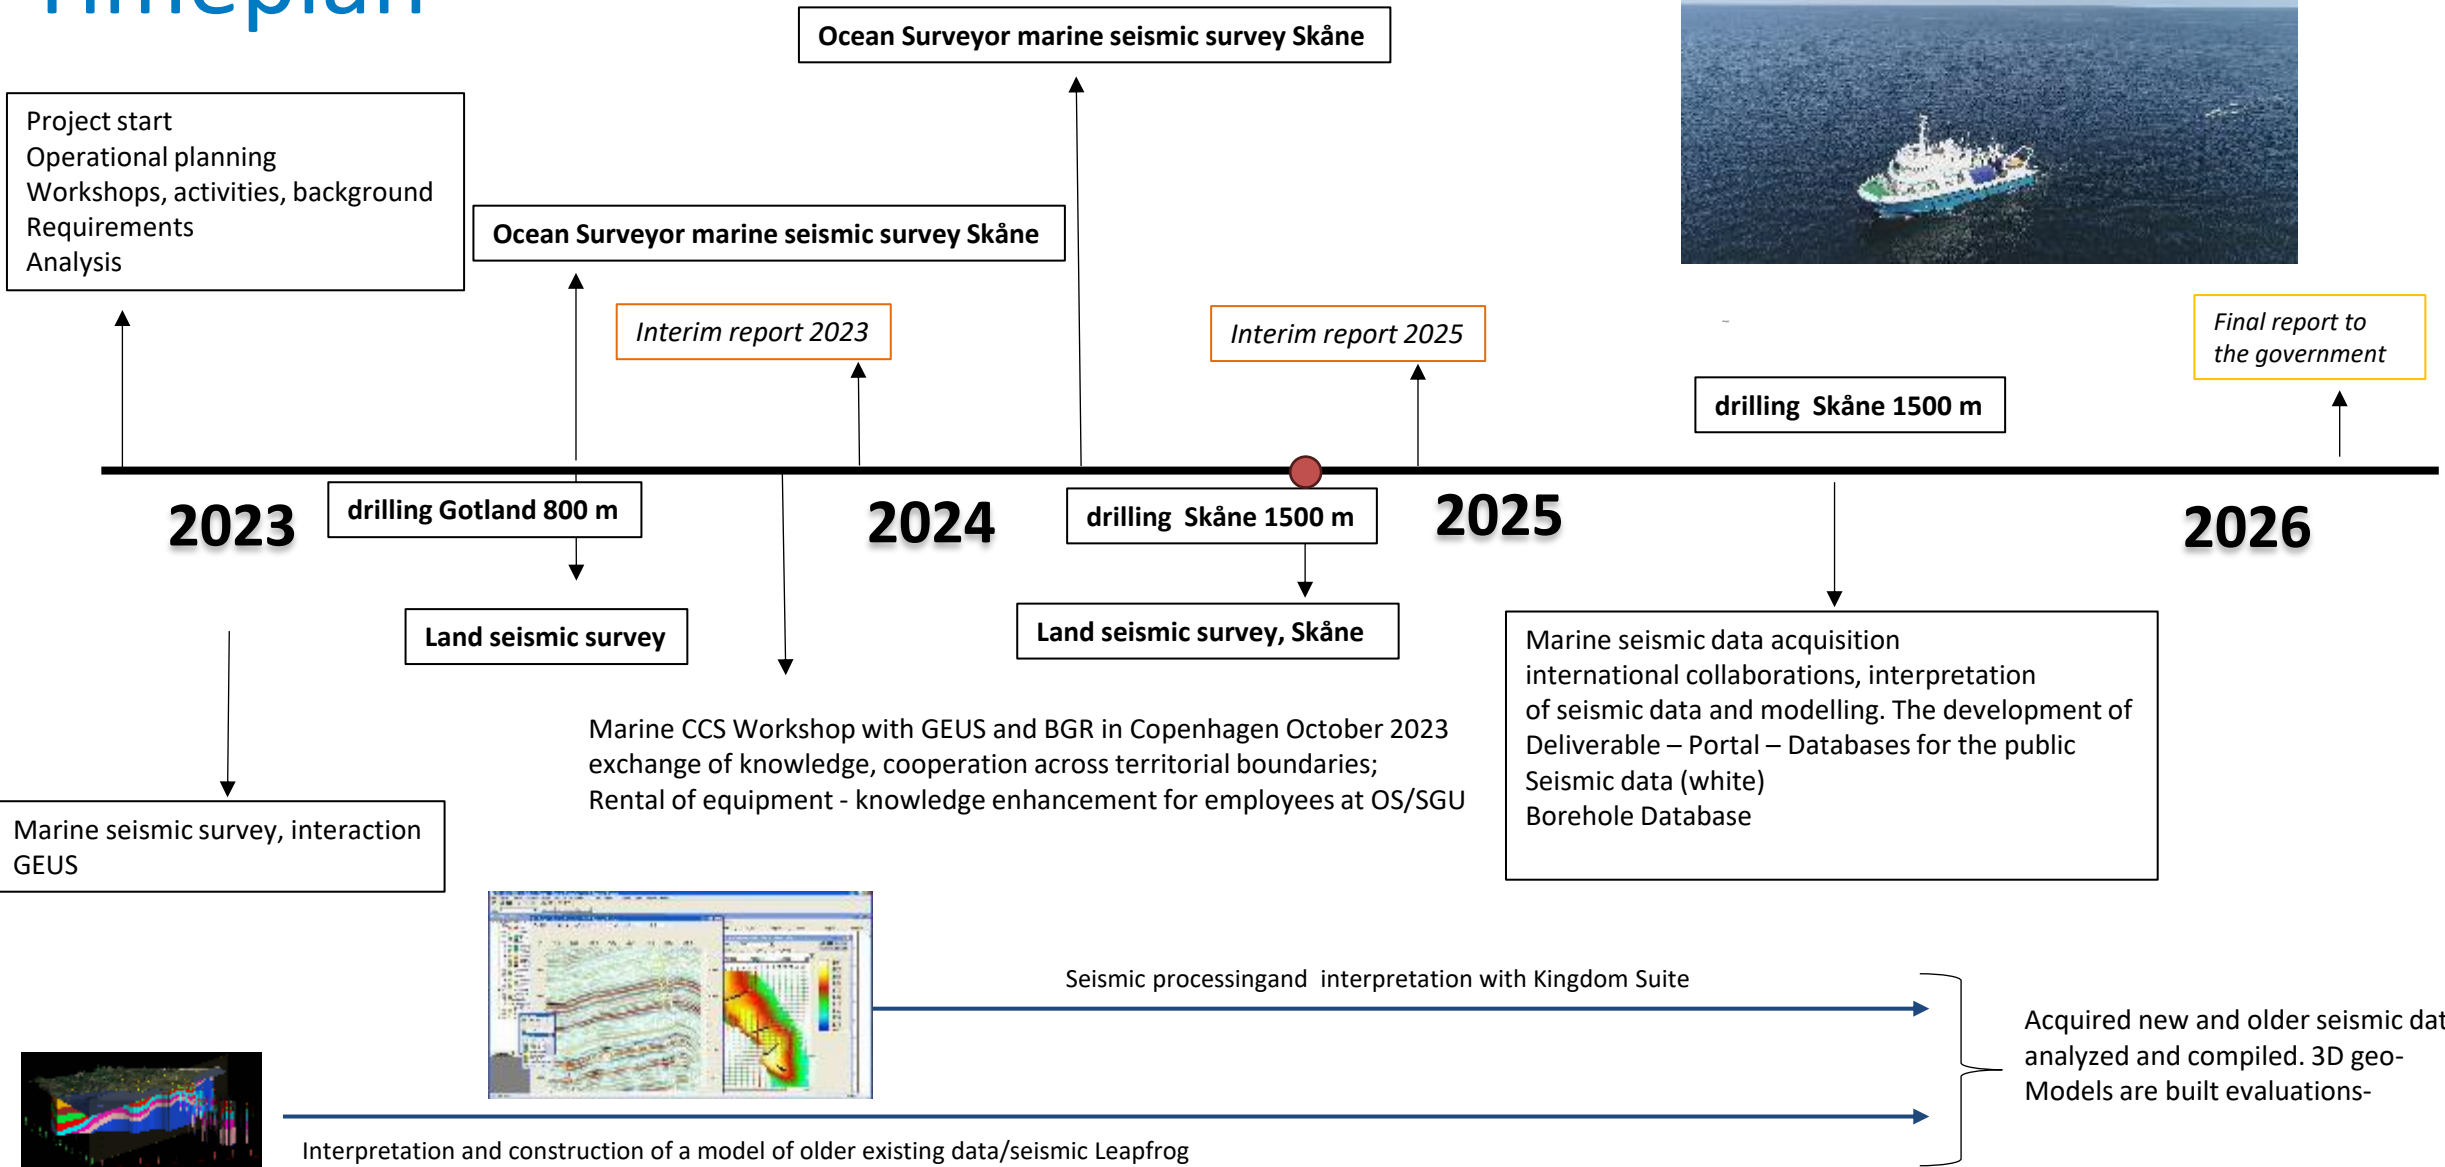 Timeplan
Ocean Surveyor marine seismic survey Skåne
Project start
Operational planning
Workshops, activities, background
Requirements
Analysis
Ocean Surveyor marine seismic survey Skåne
Interim report 2023
Interim report 2025
Final report to
the government
drilling  Skåne 1500 m
2023
drilling Gotland 800 m
2024
drilling  Skåne 1500 m
2025
2026
Land seismic survey
Land seismic survey, Skåne
Marine seismic data acquisition
international collaborations, interpretation
of seismic data and modelling. The development of
Deliverable – Portal – Databases for the public
Seismic data (white)
Borehole Database
Marine CCS Workshop with GEUS and BGR in Copenhagen October 2023
exchange of knowledge, cooperation across territorial boundaries;
Rental of equipment - knowledge enhancement for employees at OS/SGU
Marine seismic survey, interaction
GEUS
Seismic processingand  interpretation with Kingdom Suite
Acquired new and older seismic dat
analyzed and compiled. 3D geo-
Models are built evaluations-
Interpretation and construction of a model of older existing data/seismic Leapfrog